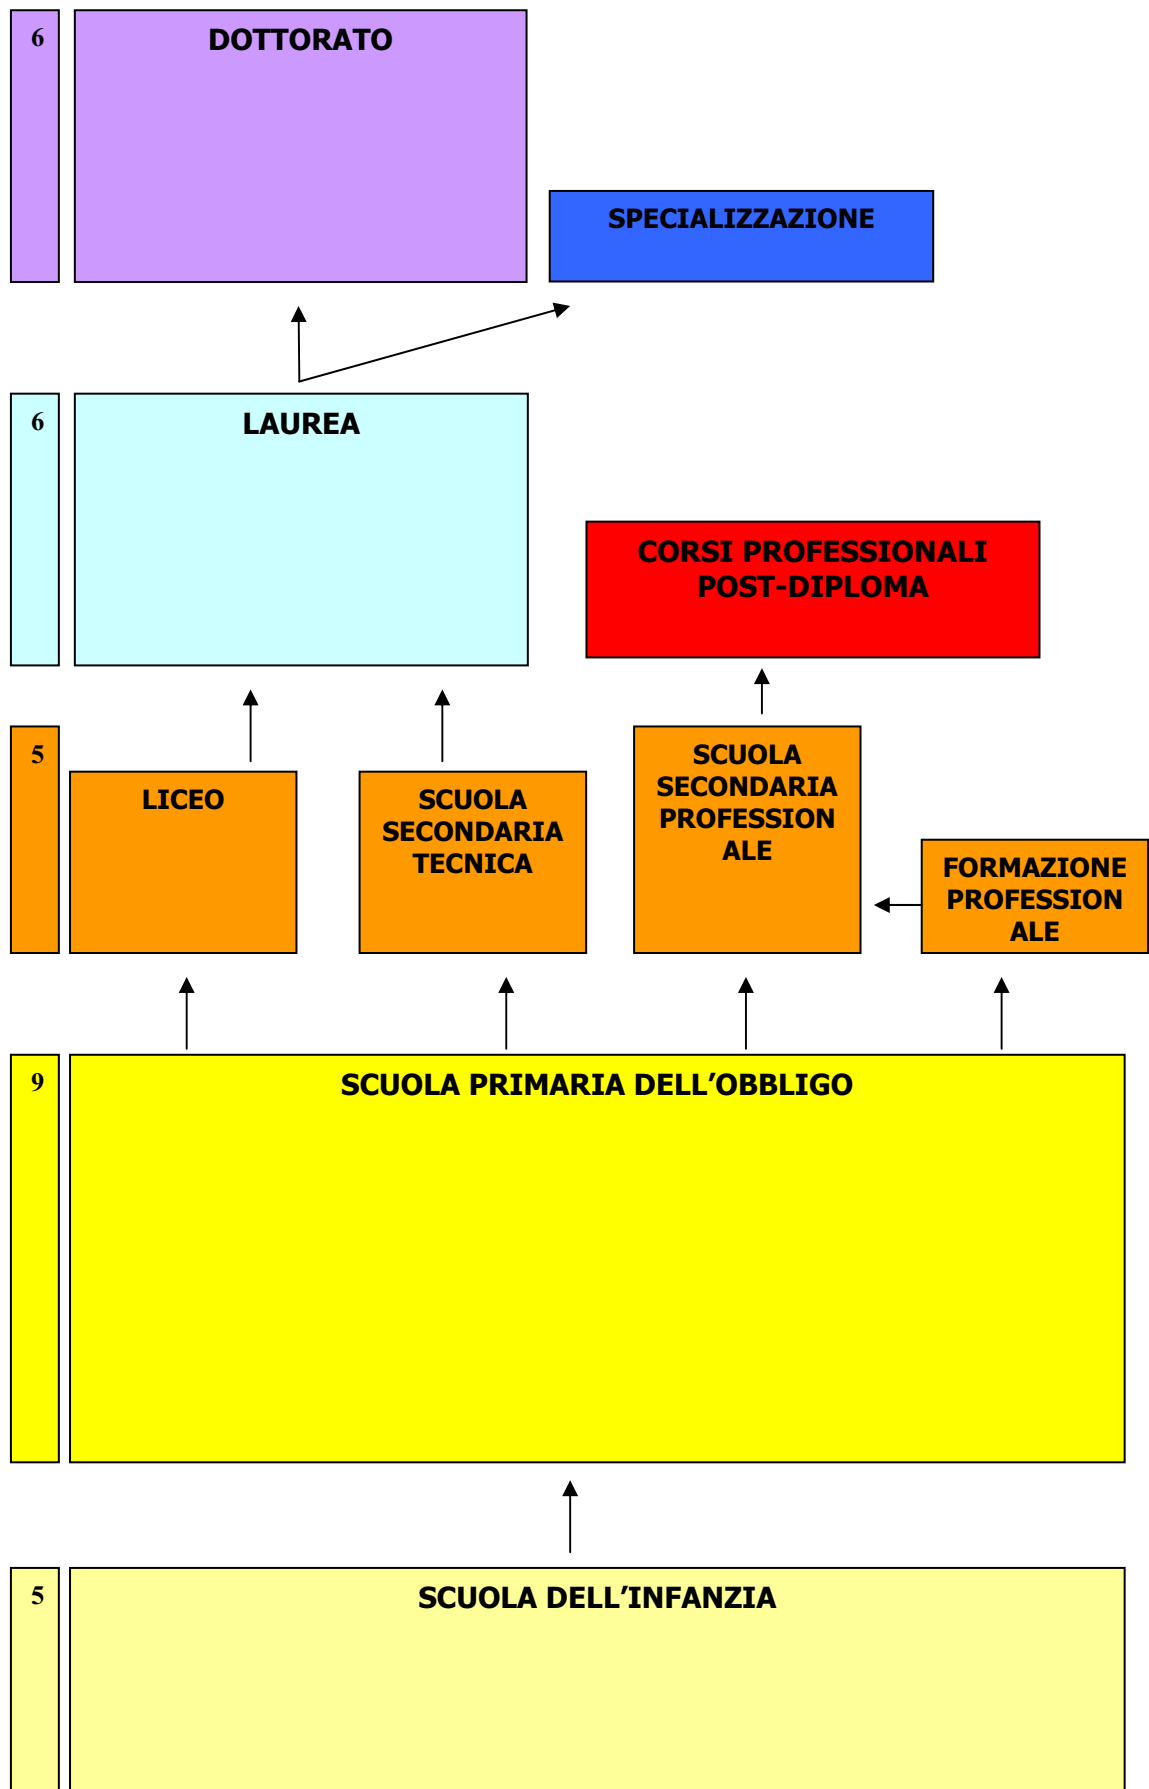 6
DOTTORATO
SPECIALIZZAZIONE
6
LAUREA
CORSI PROFESSIONALI
POST-DIPLOMA
5
LICEO
SCUOLA
SECONDARIA
TECNICA
SCUOLA
SECONDARIA
PROFESSION
ALE
FORMAZIONE
PROFESSION
ALE
9
SCUOLA PRIMARIA DELL’OBBLIGO
5
SCUOLA DELL’INFANZIA